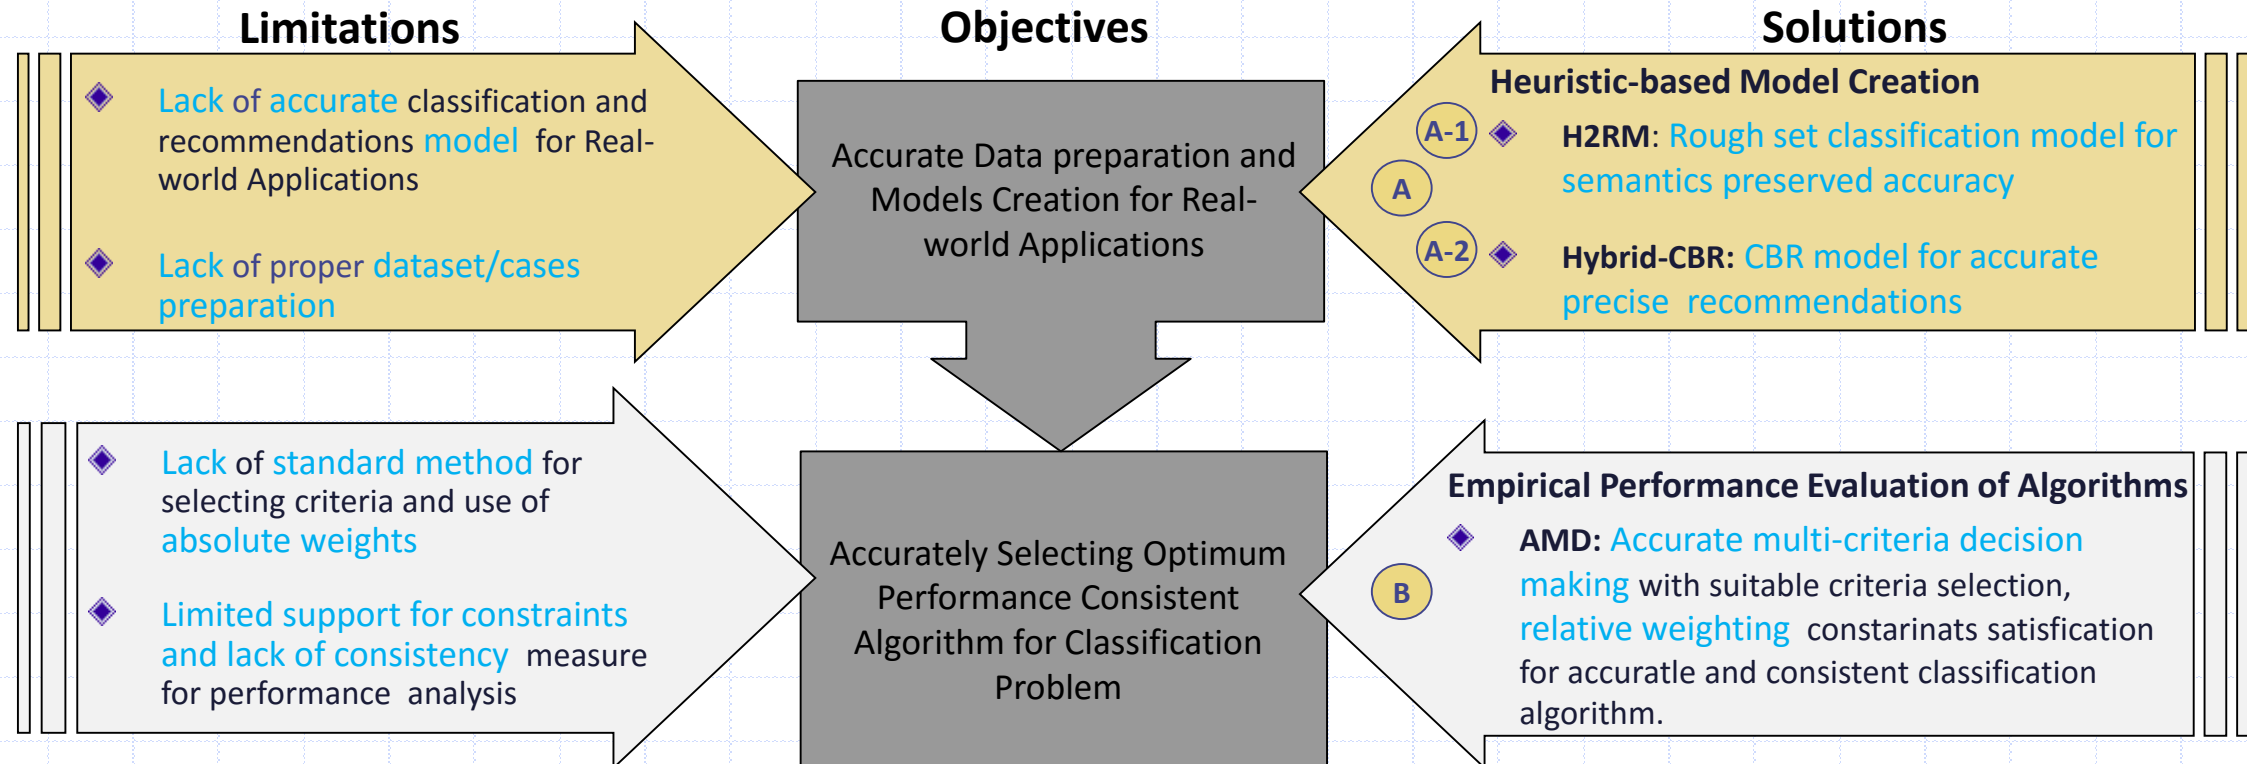 Limitations
Objectives
Solutions
Lack of accurate classification and
recommendations model for Real-
world Applications
Lack of proper dataset/cases
preparation
Accurate Data preparation and
Models Creation for Real-
world Applications
Heuristic-based Model Creation
A-1
H2RM: Rough set classification model for
semantics preserved accuracy
A
A-2
Hybrid-CBR: CBR model for accurate
precise recommendations
Lack of standard method for
selecting criteria and use of
absolute weights
Limited support for constraints
and lack of consistency measure
for performance analysis
Accurately Selecting Optimum
Performance Consistent
Algorithm for Classification
Problem
Empirical Performance Evaluation of Algorithms
B
AMD: Accurate multi-criteria decision
making with suitable criteria selection,
relative weighting constarinats satisfation
for accuratle and consistent classification
algorithm.